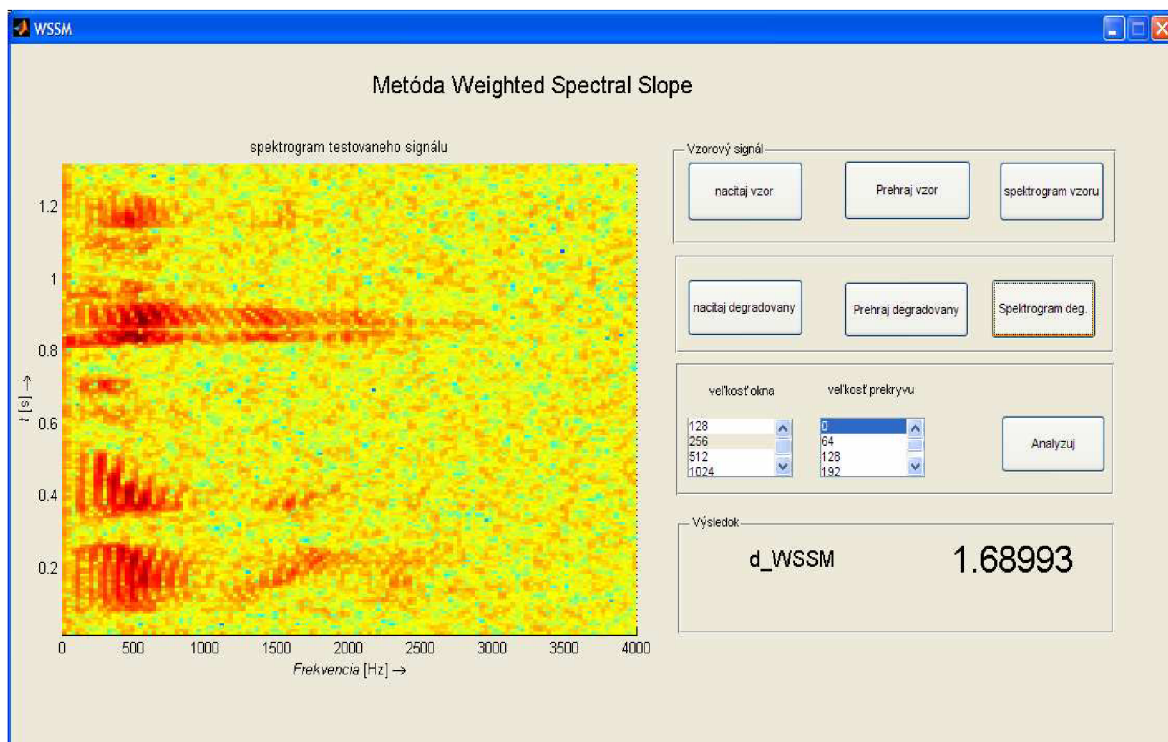 WSSM
Metóda Weighted Spectral Slope
spektrogram testovaneho signálu
1.2
1
0.8
0.6
0.4
0.2
t [s] →
0 500 1000 1500 2000 2500 3000 3500 4000
Frekvencia [Hz] →
Vzorový signál
nacitaj vzor
Prehraj vzor
spektrogram vzoru
nacitaj degradovany
Prehraj degradovany
Spektrogram deg.
veľkosť okna
128
256
512
1024
veľkosť prekryvu
0
64
128
192
Analyzuj
Výsledok
d_WSSM 1.68993